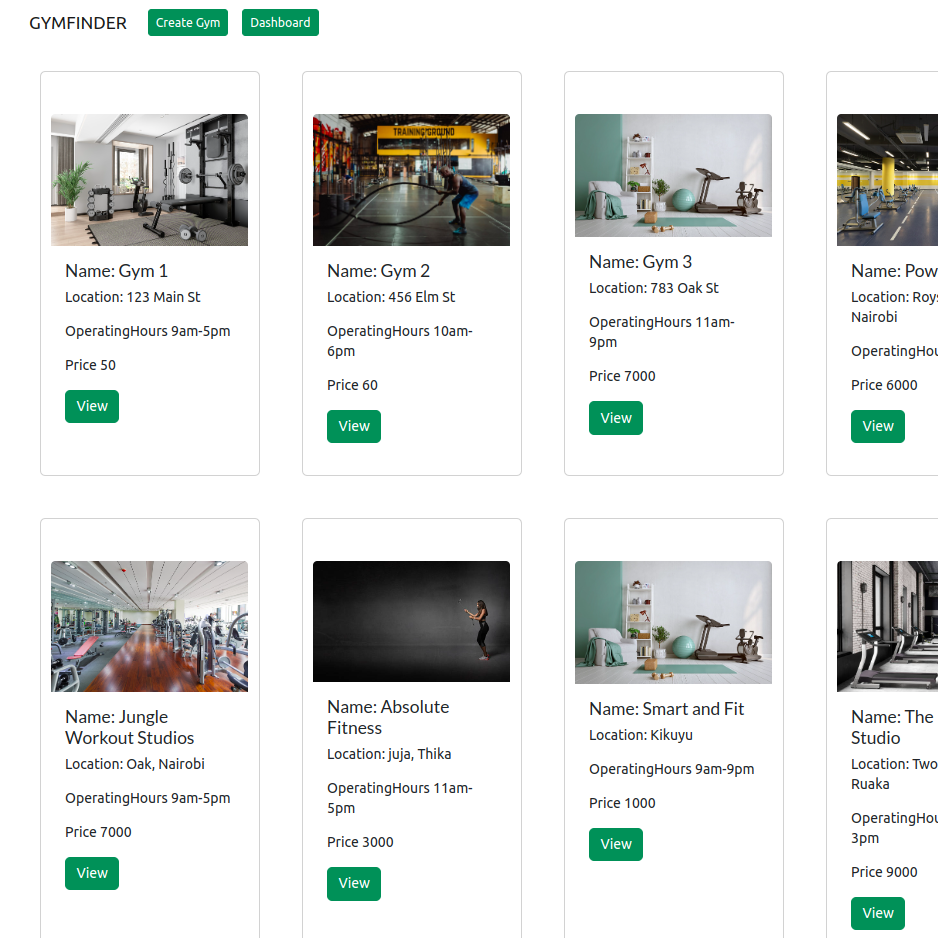 GYMFINDER Create Gym Dashboard
TRAINING GROUND
Name: Gym 1
Location: 123 Main St
OperatingHours 9am-5pm
Price 50
View
Name: Gym 2
Location: 456 Elm St
OperatingHours 10am-
6pm
Price 60
View
Name: Gym 3
Location: 783 Oak St
OperatingHours 11am-
9pm
Price 7000
View
Name: Pow
Location: Roys
Nairobi
OperatingHou
Price 6000
View
Name: Jungle
Workout Studios
Location: Oak, Nairobi
OperatingHours 9am-5pm
Price 7000
View
Name: Absolute
Fitness
Location: juja, Thika
OperatingHours 11am-
5pm
Price 3000
View
Name: Smart and Fit
Location: Kikuyu
OperatingHours 9am-9pm
Price 1000
View
Name: The
Studio
Location: Two
Ruaka
OperatingHou
3pm
Price 9000
View